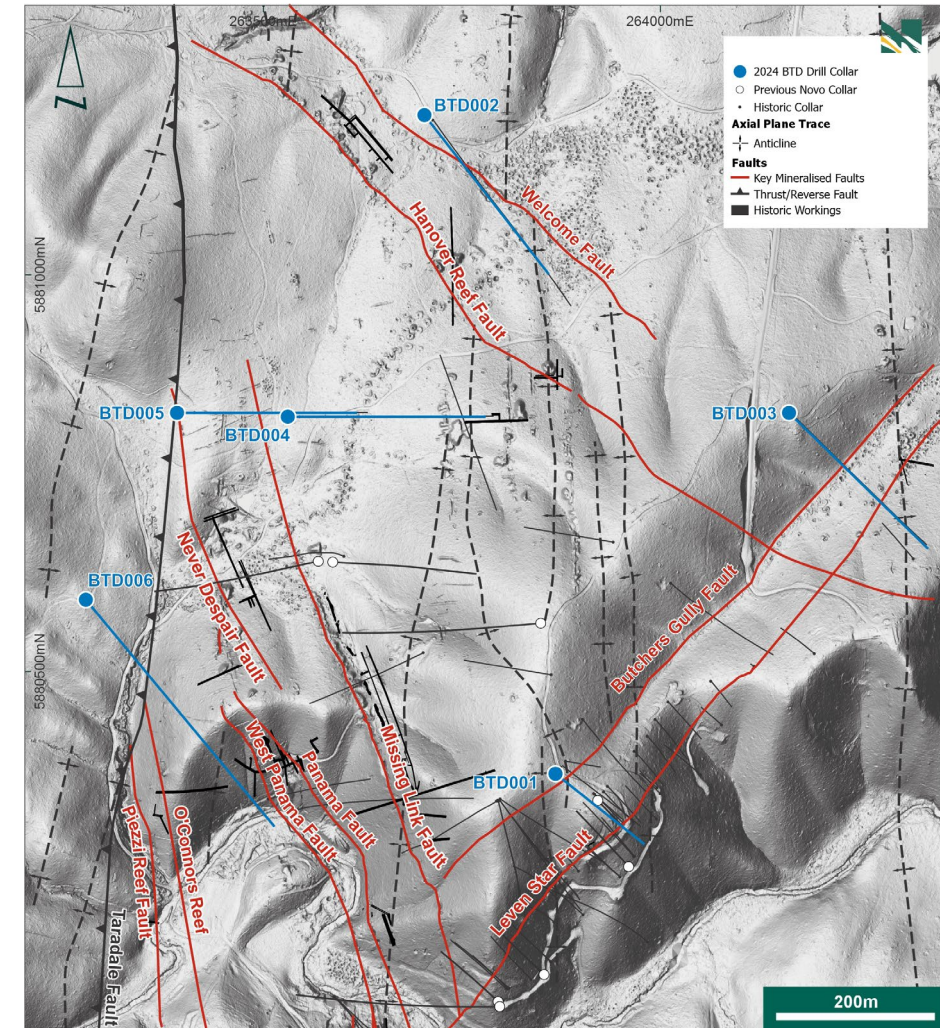 263500mE
264000mE
2024 BTD Drill Collar
Previous Novo Collar
Historic Collar
Axial Plane Trace
Anticline
Faults
Key Mineralised Faults
Thrust/Reverse Fault
Historic Workings
BTD002
Welcome Fault
Hanover Reef Fault
5881000mN
BTD005
BTD004
BTD003
Never Despair Fault
BTD006
Butchers Gully Fault
5880500mN
BTD001
Missing Link Fault
West Panama Fault
Panama Fault
Leven Star Fault
Piezzi Reef Fault
O'Connors Reef
Taradale Fault
200m